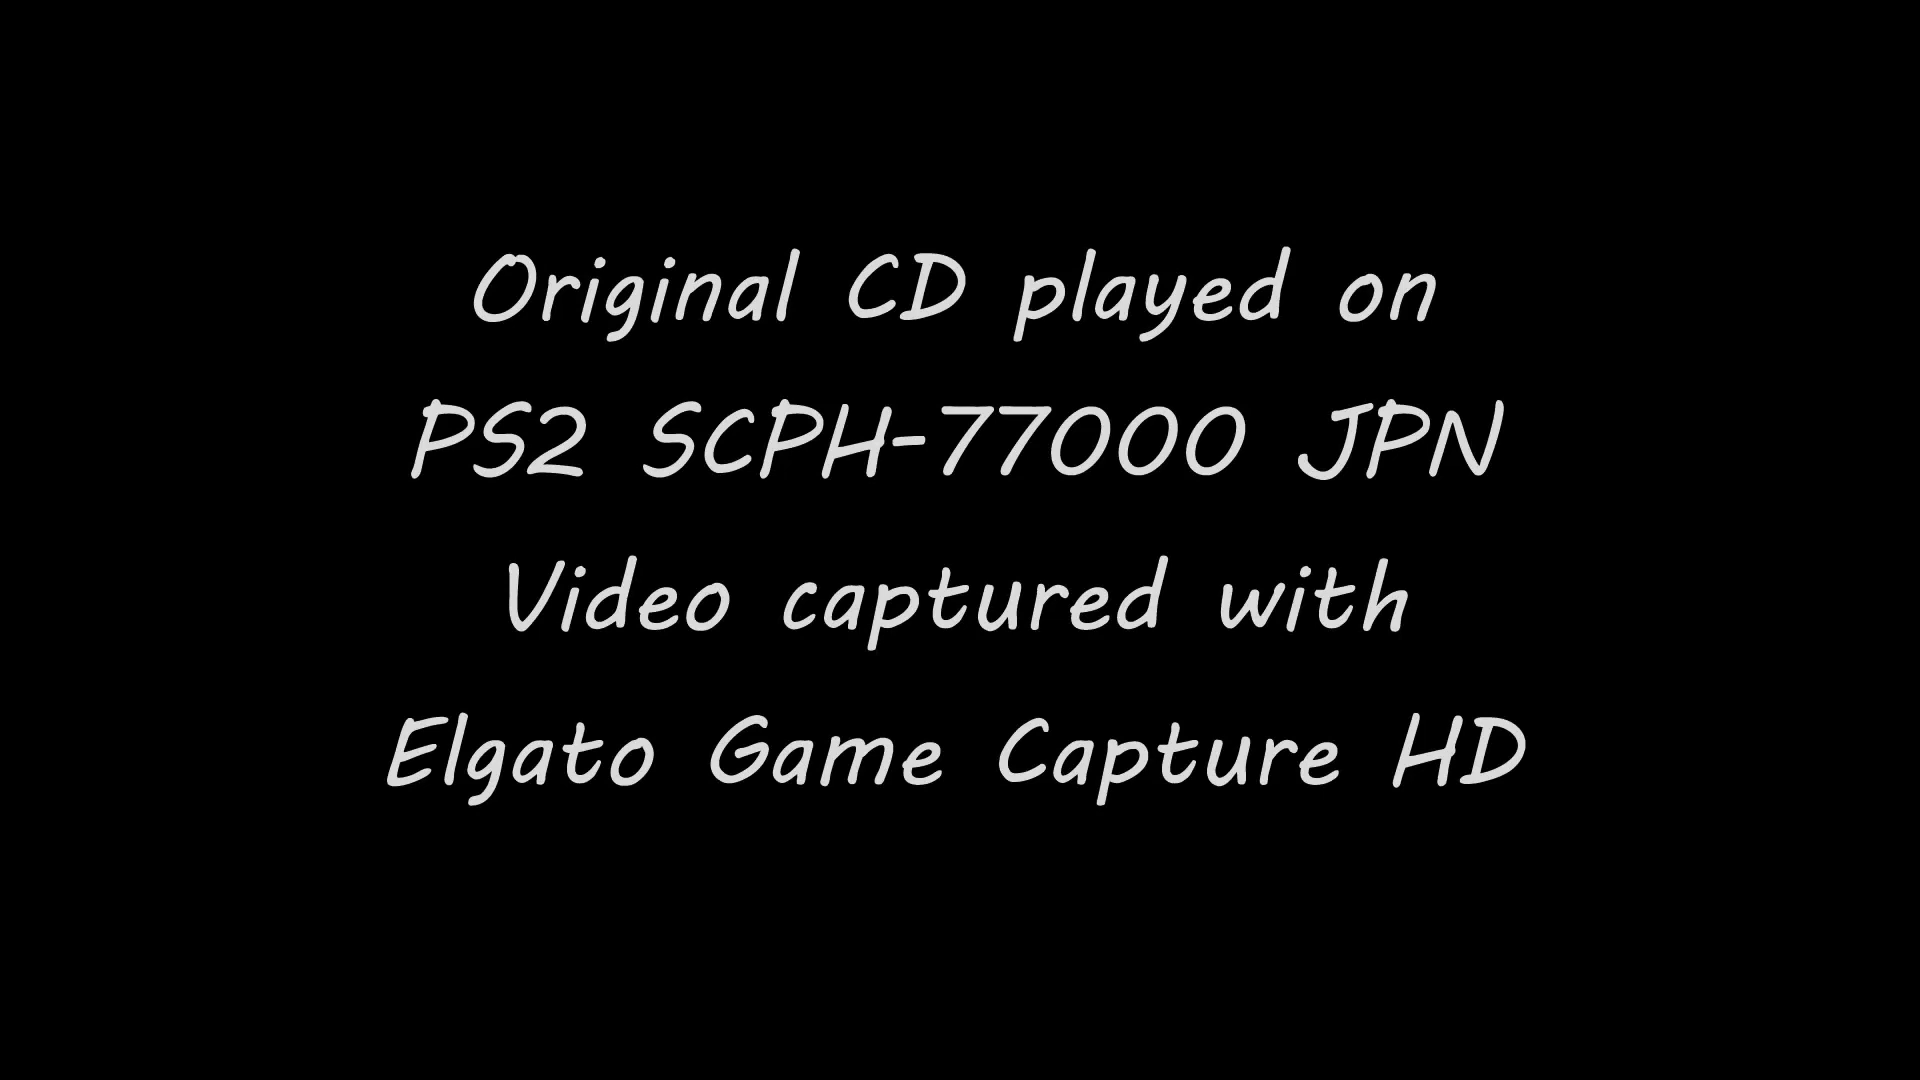 Original CD played on
PS2 SCPH-77000 JPN
Video captured with
Elgato Game Capture HD